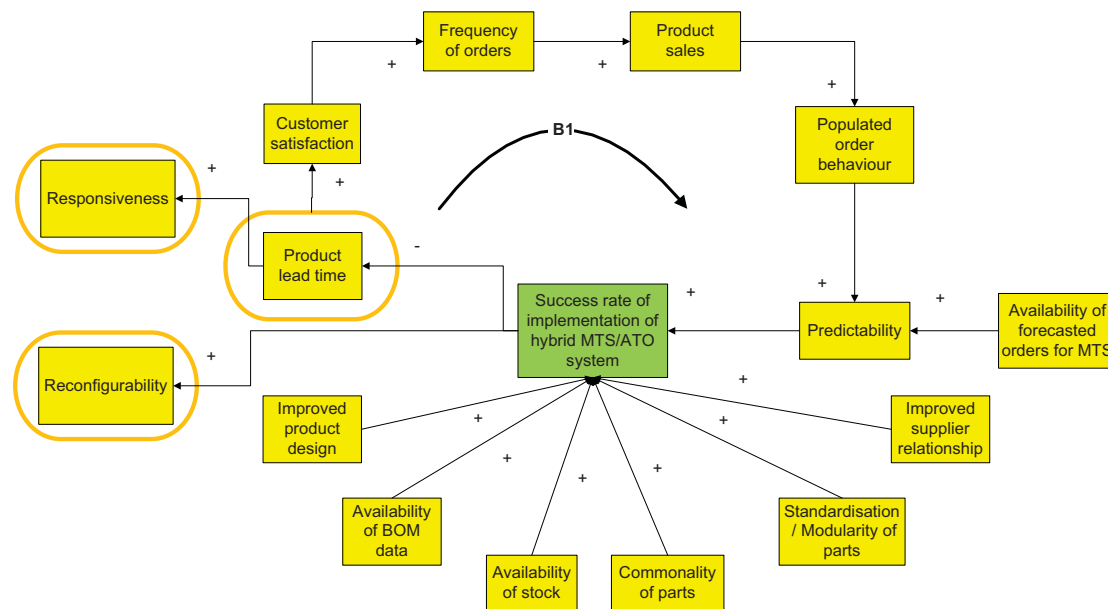 Frequency
of orders
Product
sales
+
+
+
Customer
satisfaction
B1
Populated
order
behaviour
+
Responsiveness
+
Product
lead time
-
+
+
+
Success rate of
implementation of
hybrid MTS/ATO
system
Predictability
Availability of
forecasted
orders for MTS
+
Reconfigurability
+
Improved
product
design
+
+
Improved
supplier
relationship
+
+
+
Availability
of BOM
data
Standardisation
/ Modularity of
parts
Availability
of stock
Commonality
of parts